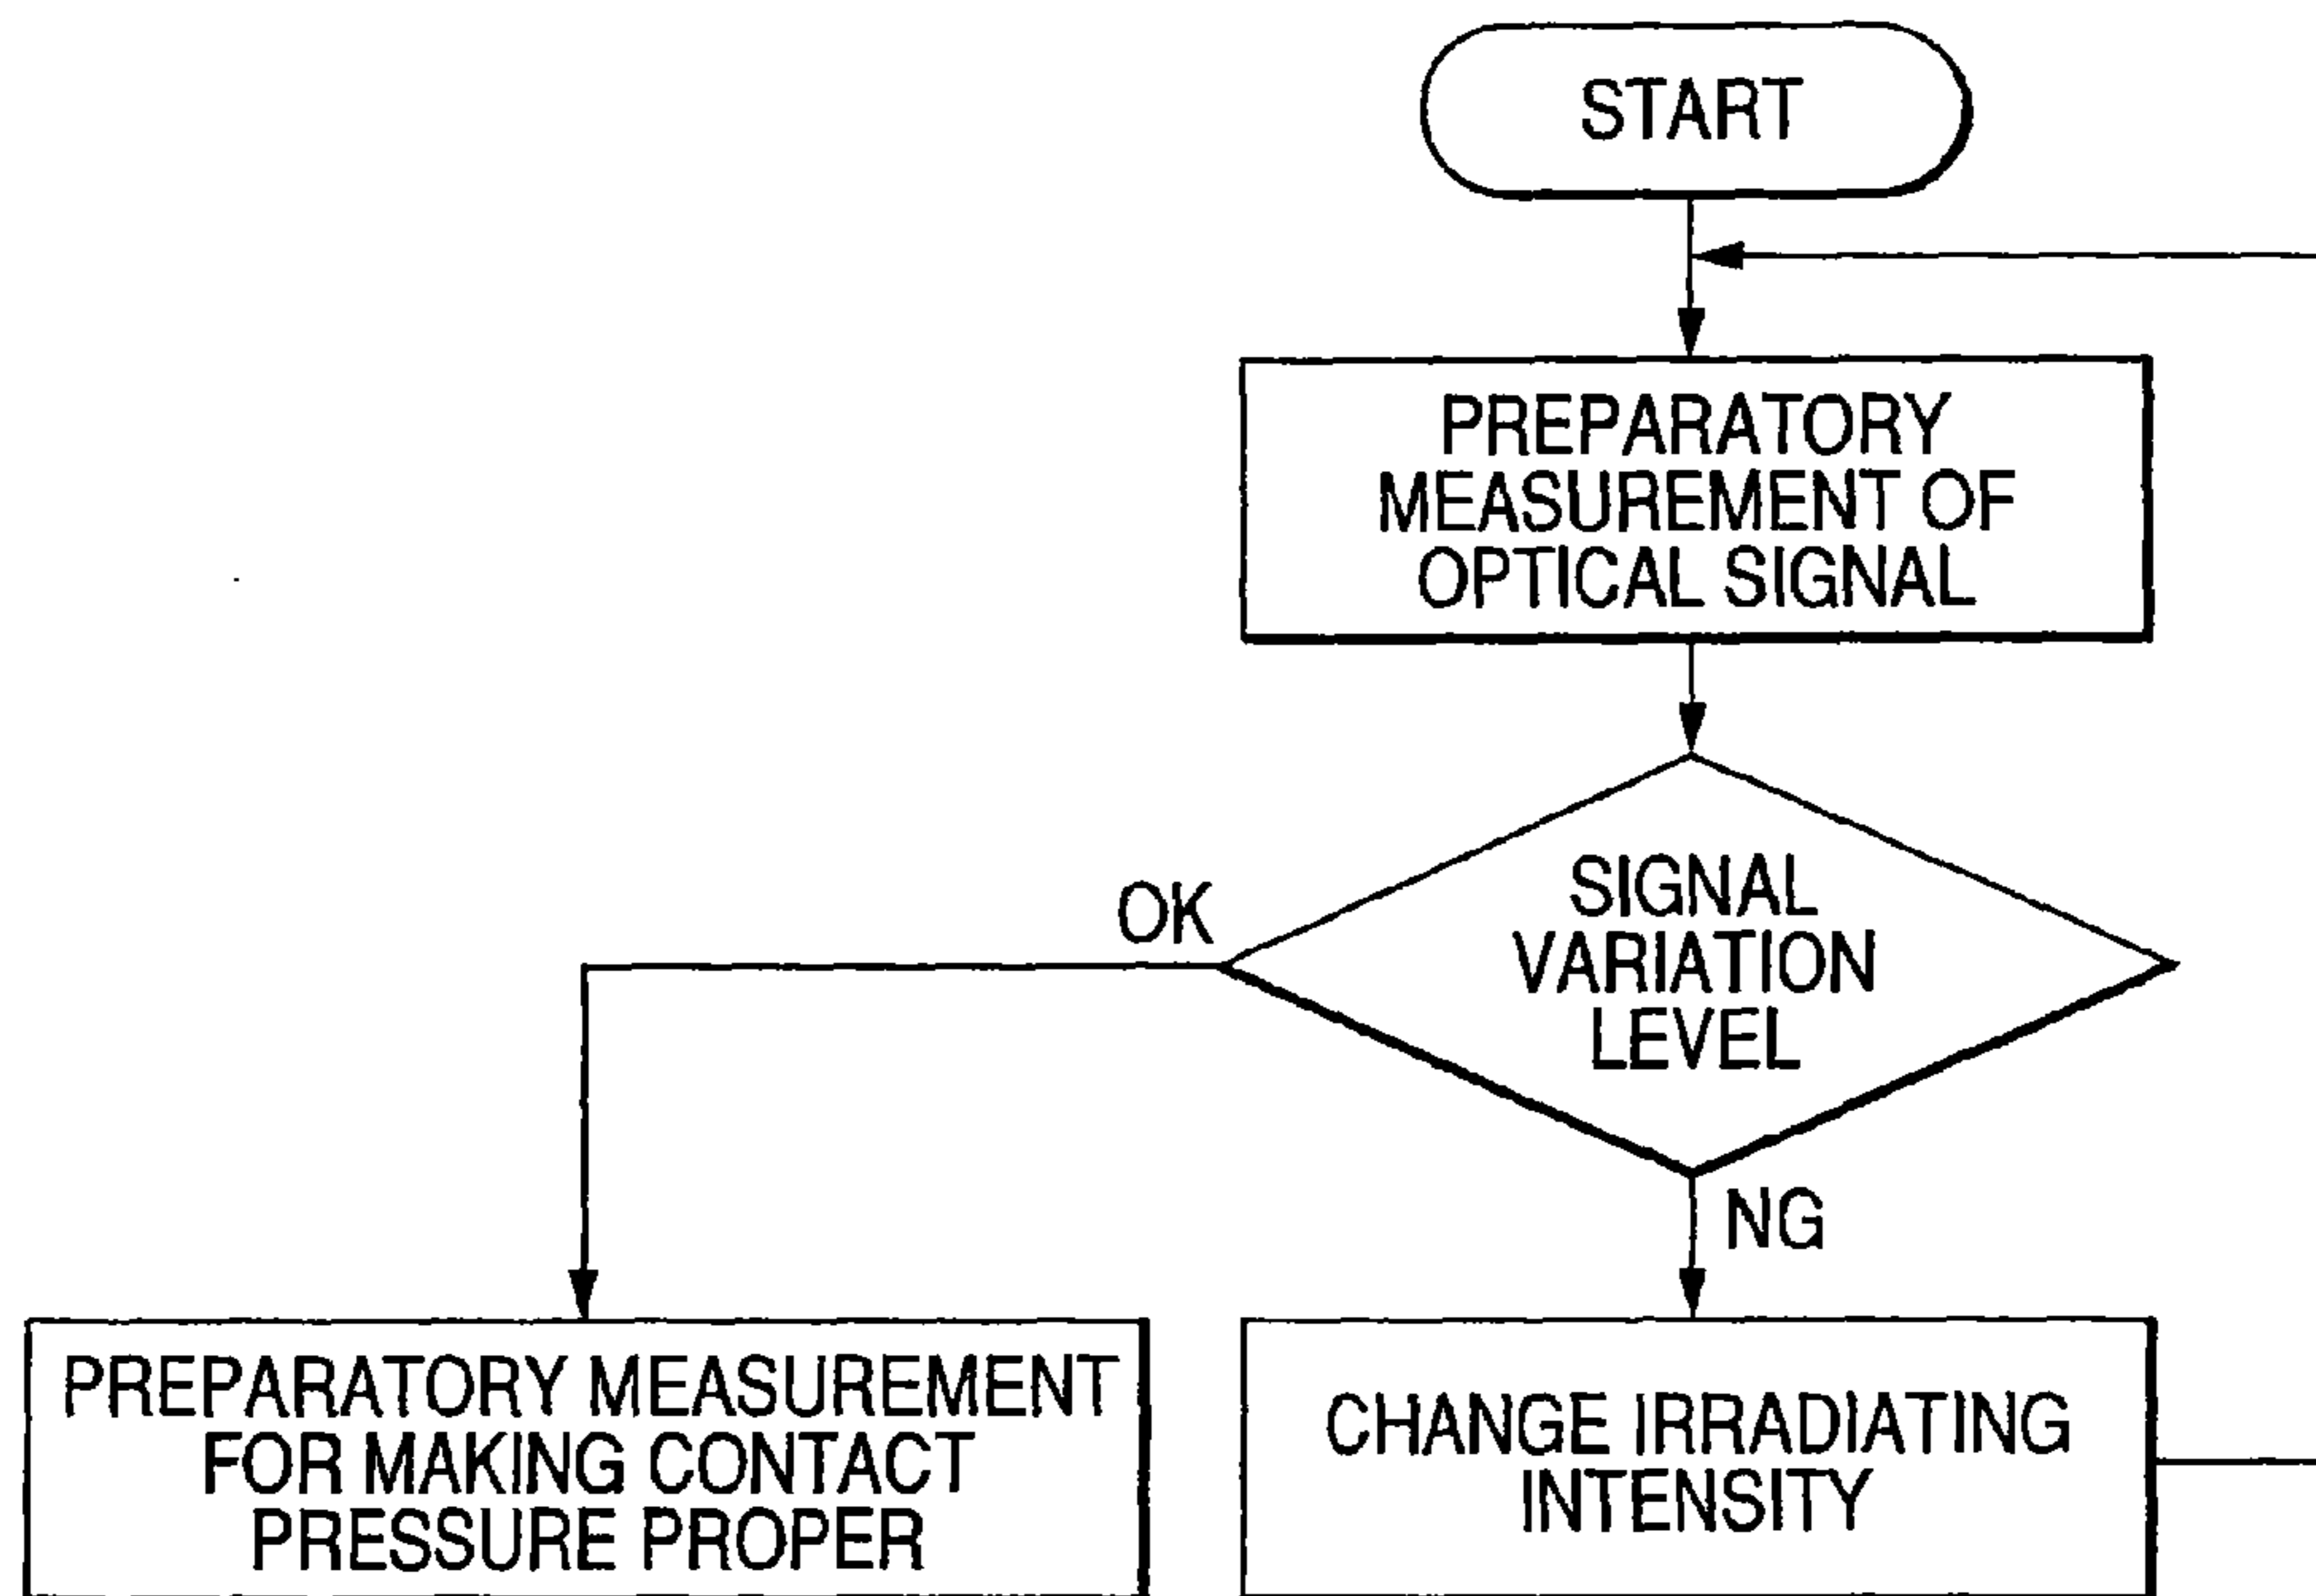 START
PREPARATORY
MEASUREMENT OF
OPTICAL SIGNAL
SIGNAL
VARIATION
LEVEL
OK
NG
PREPARATORY MEASUREMENT
FOR MAKING CONTACT
PRESSURE PROPER
CHANGE IRRADIATING
INTENSITY